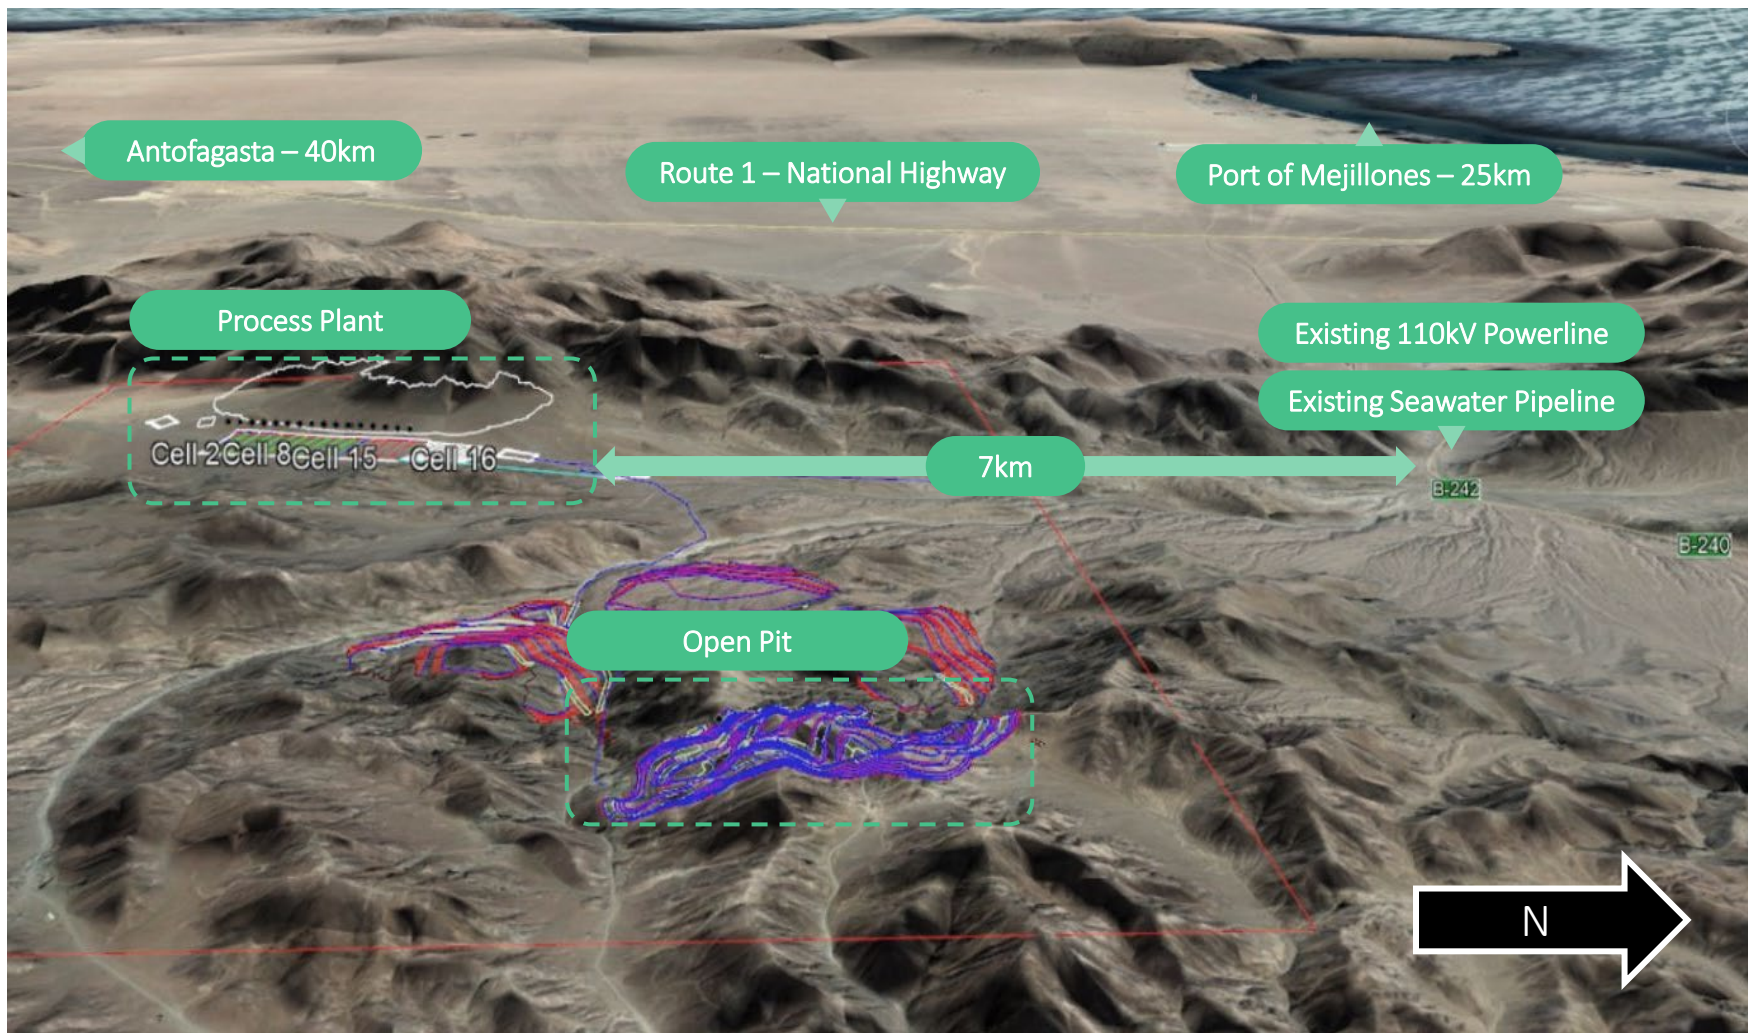 Antofagasta – 40km
Route 1 – National Highway
Port of Mejillones – 25km
Process Plant
Existing 110kV Powerline
Existing Seawater Pipeline
Cell 2
Cell 8
Cell 15
Cell 16
7km
B-242
B-240
Open Pit
N